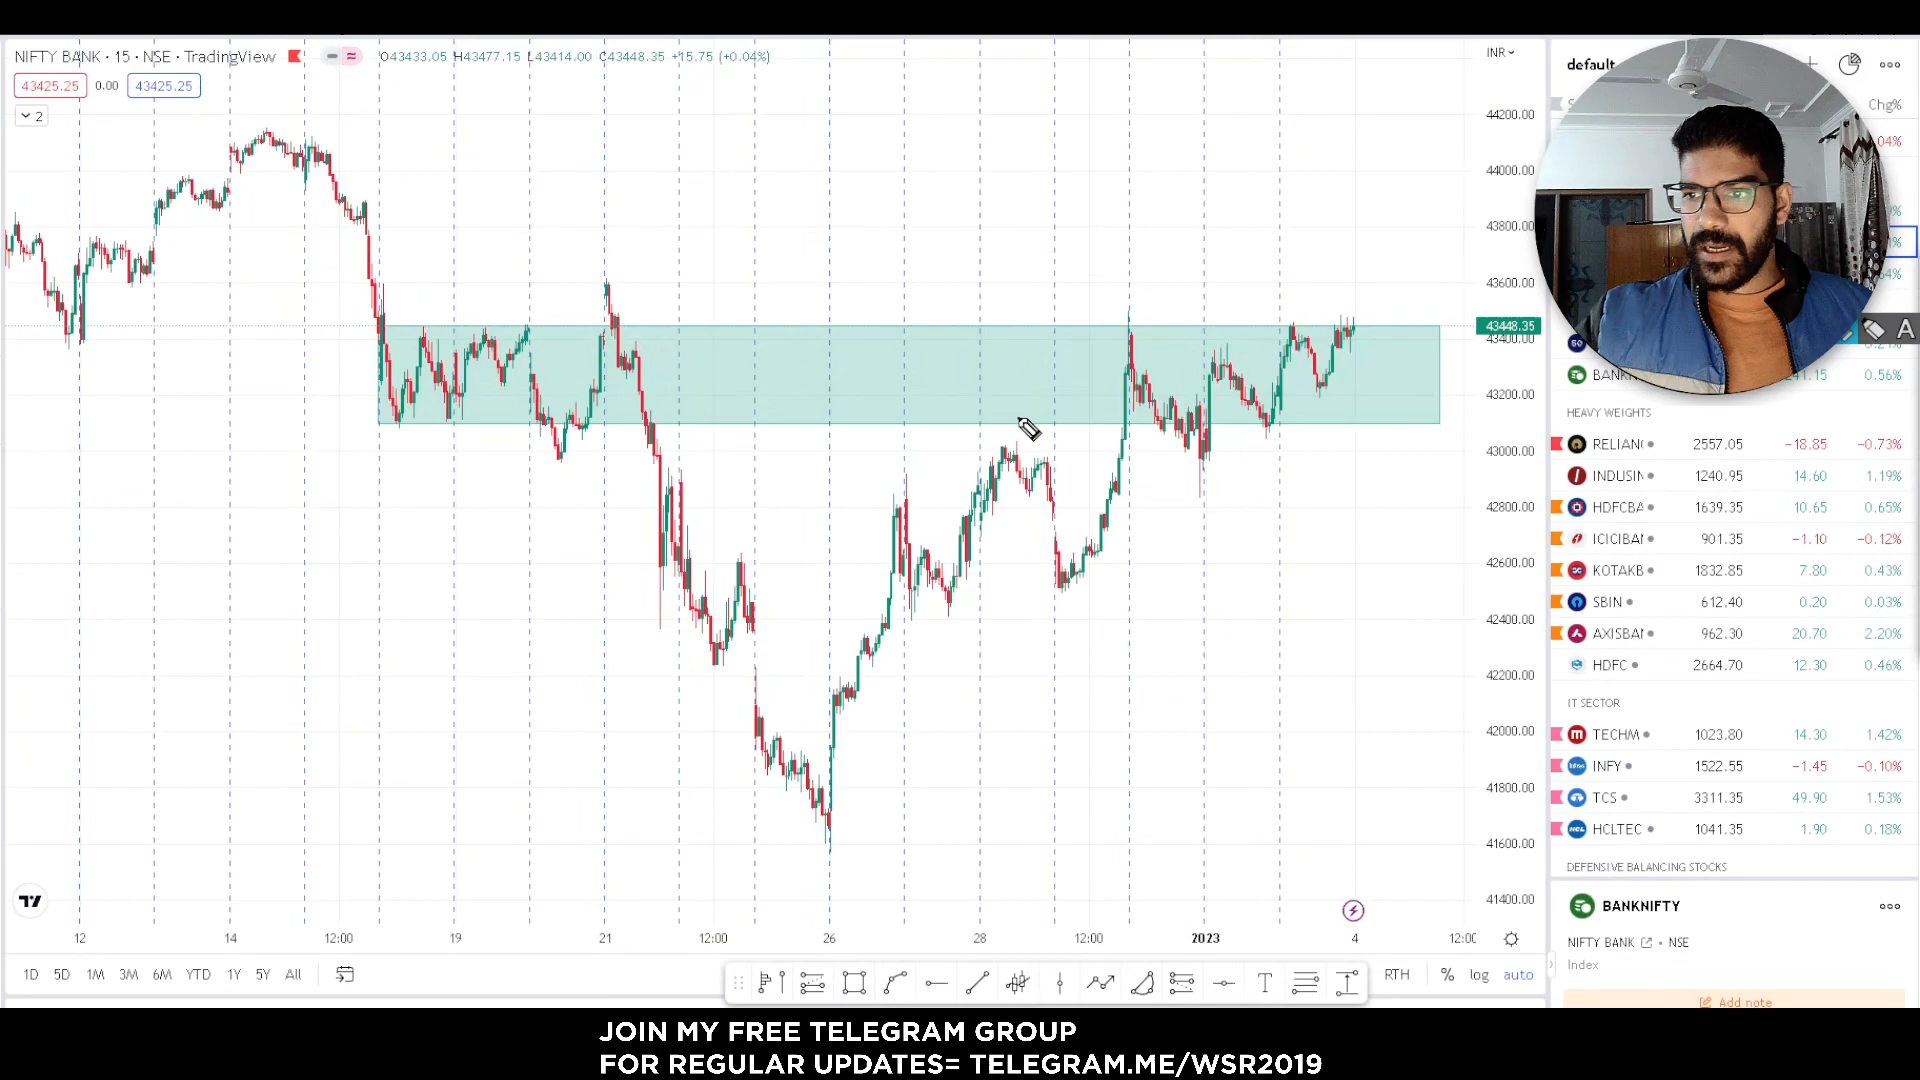 NIFTY BANK · 15 · NSE · TradingView
O43433.05 H43477.15 L43414.00 C43448.35 +15.75 (+0.04%)
INR
43425.25 0.00 43425.25
2
44200.00
44000.00
43800.00
43600.00
43448.35
43400.00
43200.00
43000.00
42800.00
42600.00
42400.00
42200.00
42000.00
41800.00
41600.00
41400.00
12 14 12:00 19 21 12:00 26 28 12:00 2023 4 12:00
1D 5D 1M 3M 6M YTD 1Y 5Y All
T
RTH % log auto
default
Chg%
A
BANKN 0.56%
HEAVY WEIGHTS
RELIANC 2557.05 −18.85 −0.73%
INDUSIN 1240.95 14.60 1.19%
HDFCBA 1639.35 10.65 0.65%
ICICIBAN 901.35 −1.10 −0.12%
KOTAKB 1832.85 7.80 0.43%
SBIN 612.40 0.20 0.03%
AXISBAN 962.30 20.70 2.20%
HDFC 2664.70 12.30 0.46%
IT SECTOR
TECHM 1023.80 14.30 1.42%
INFY 1522.55 −1.45 −0.10%
TCS 3311.35 49.90 1.53%
HCLTEC 1041.35 1.90 0.18%
DEFENSIVE BALANCING STOCKS
BANKNIFTY
NIFTY BANK • NSE
Index
Add note
JOIN MY FREE TELEGRAM GROUP
FOR REGULAR UPDATES= TELEGRAM.ME/WSR2019